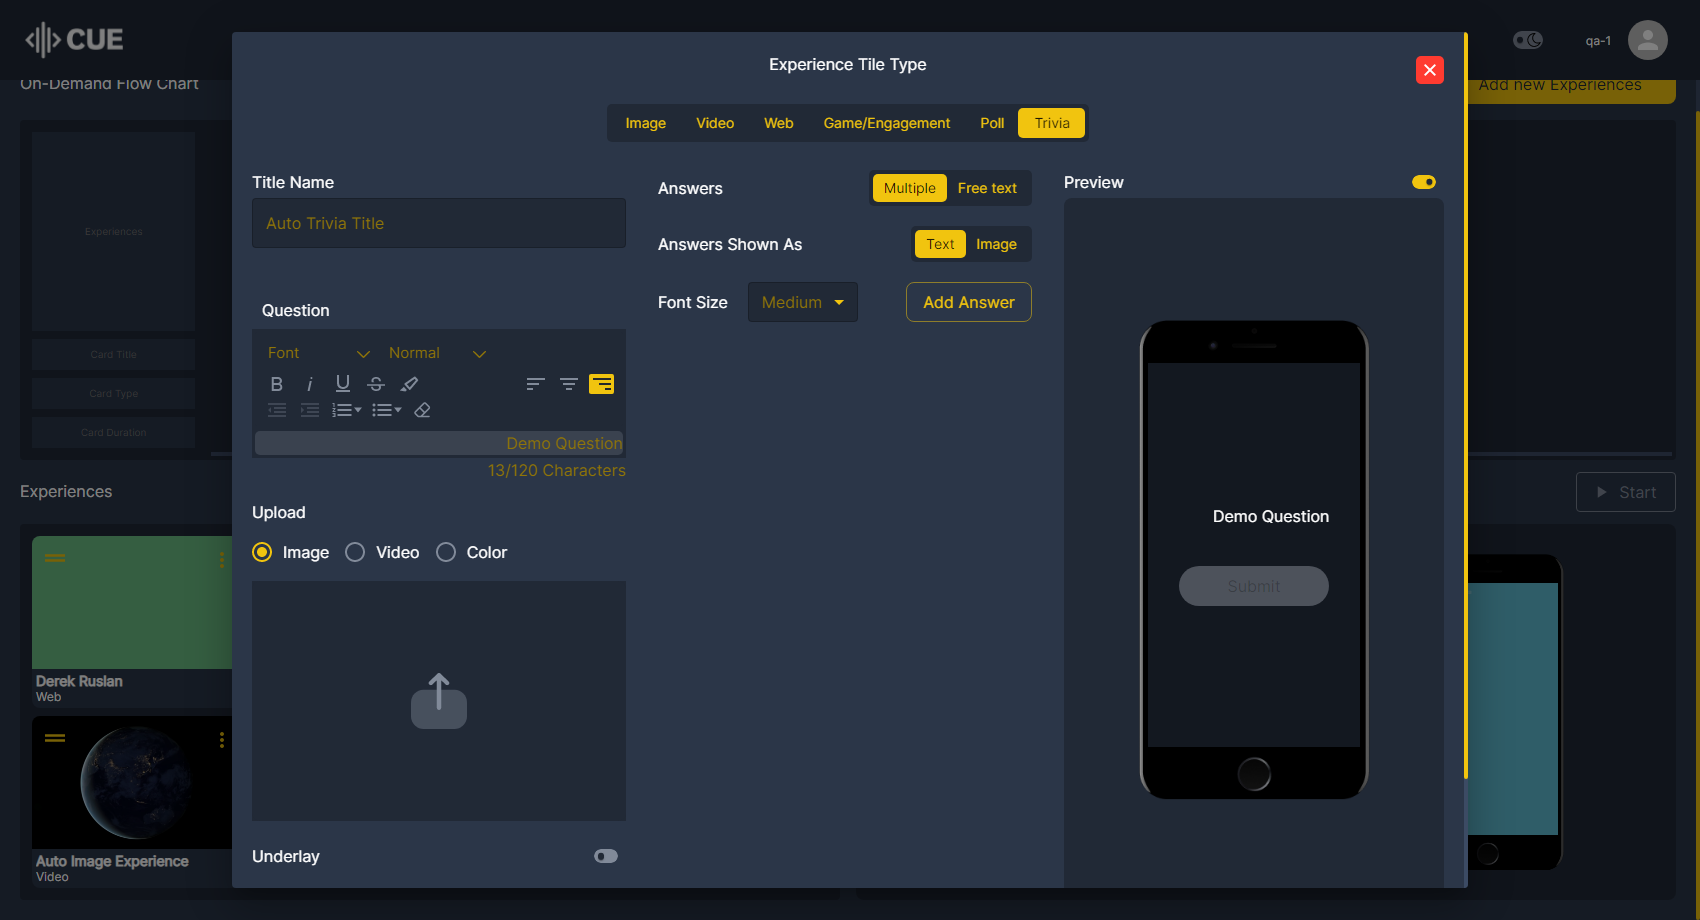 CUE
qa-1
On-Demand Flow Chart
Add new Experiences
Experiences
Card Title
Card Type
Card Duration
Experiences
Start
Derek Ruslan
Web
Auto Image Experience
Video
Experience Tile Type
Image Video Web Game/Engagement Poll Trivia
Title Name
Auto Trivia Title
Question
Font Normal
B i U S
Demo Question
13/120 Characters
Upload
Image Video Color
Underlay
Answers Multiple Free text
Answers Shown As Text Image
Font Size Medium Add Answer
Preview
Demo Question
Submit